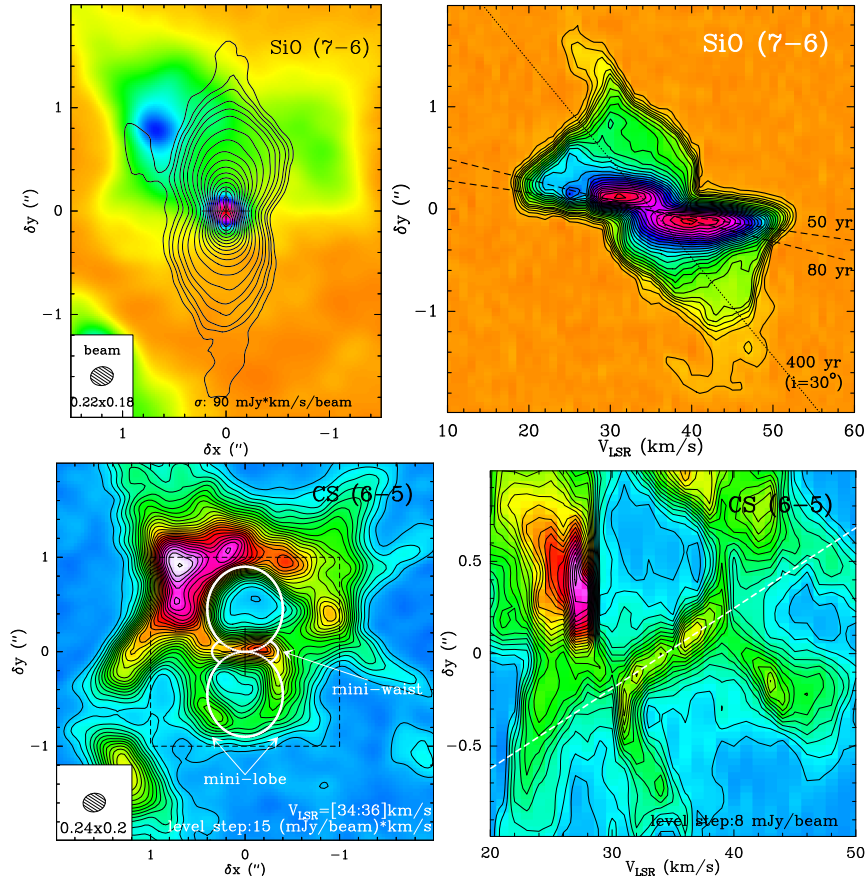 SiO (7−6)
1
0
−1
δy ('')
beam
0.22x0.18
σ: 90 mJy*km/s/beam
1
0
−1
δx ('')
SiO (7−6)
1
0
−1
δy ('')
50 yr
80 yr
400 yr
(i=30°)
10
20
30
40
50
60
V_LSR (km/s)
CS (6−5)
1
0
−1
δy ('')
mini−waist
mini−lobe
V_LSR=[34:36]km/s
level step:15 (mJy/beam)*km/s
0.24x0.2
1
0
−1
δx ('')
CS (6−5)
0.5
0
−0.5
δy ('')
level step:8 mJy/beam
20
30
40
50
V_LSR (km/s)